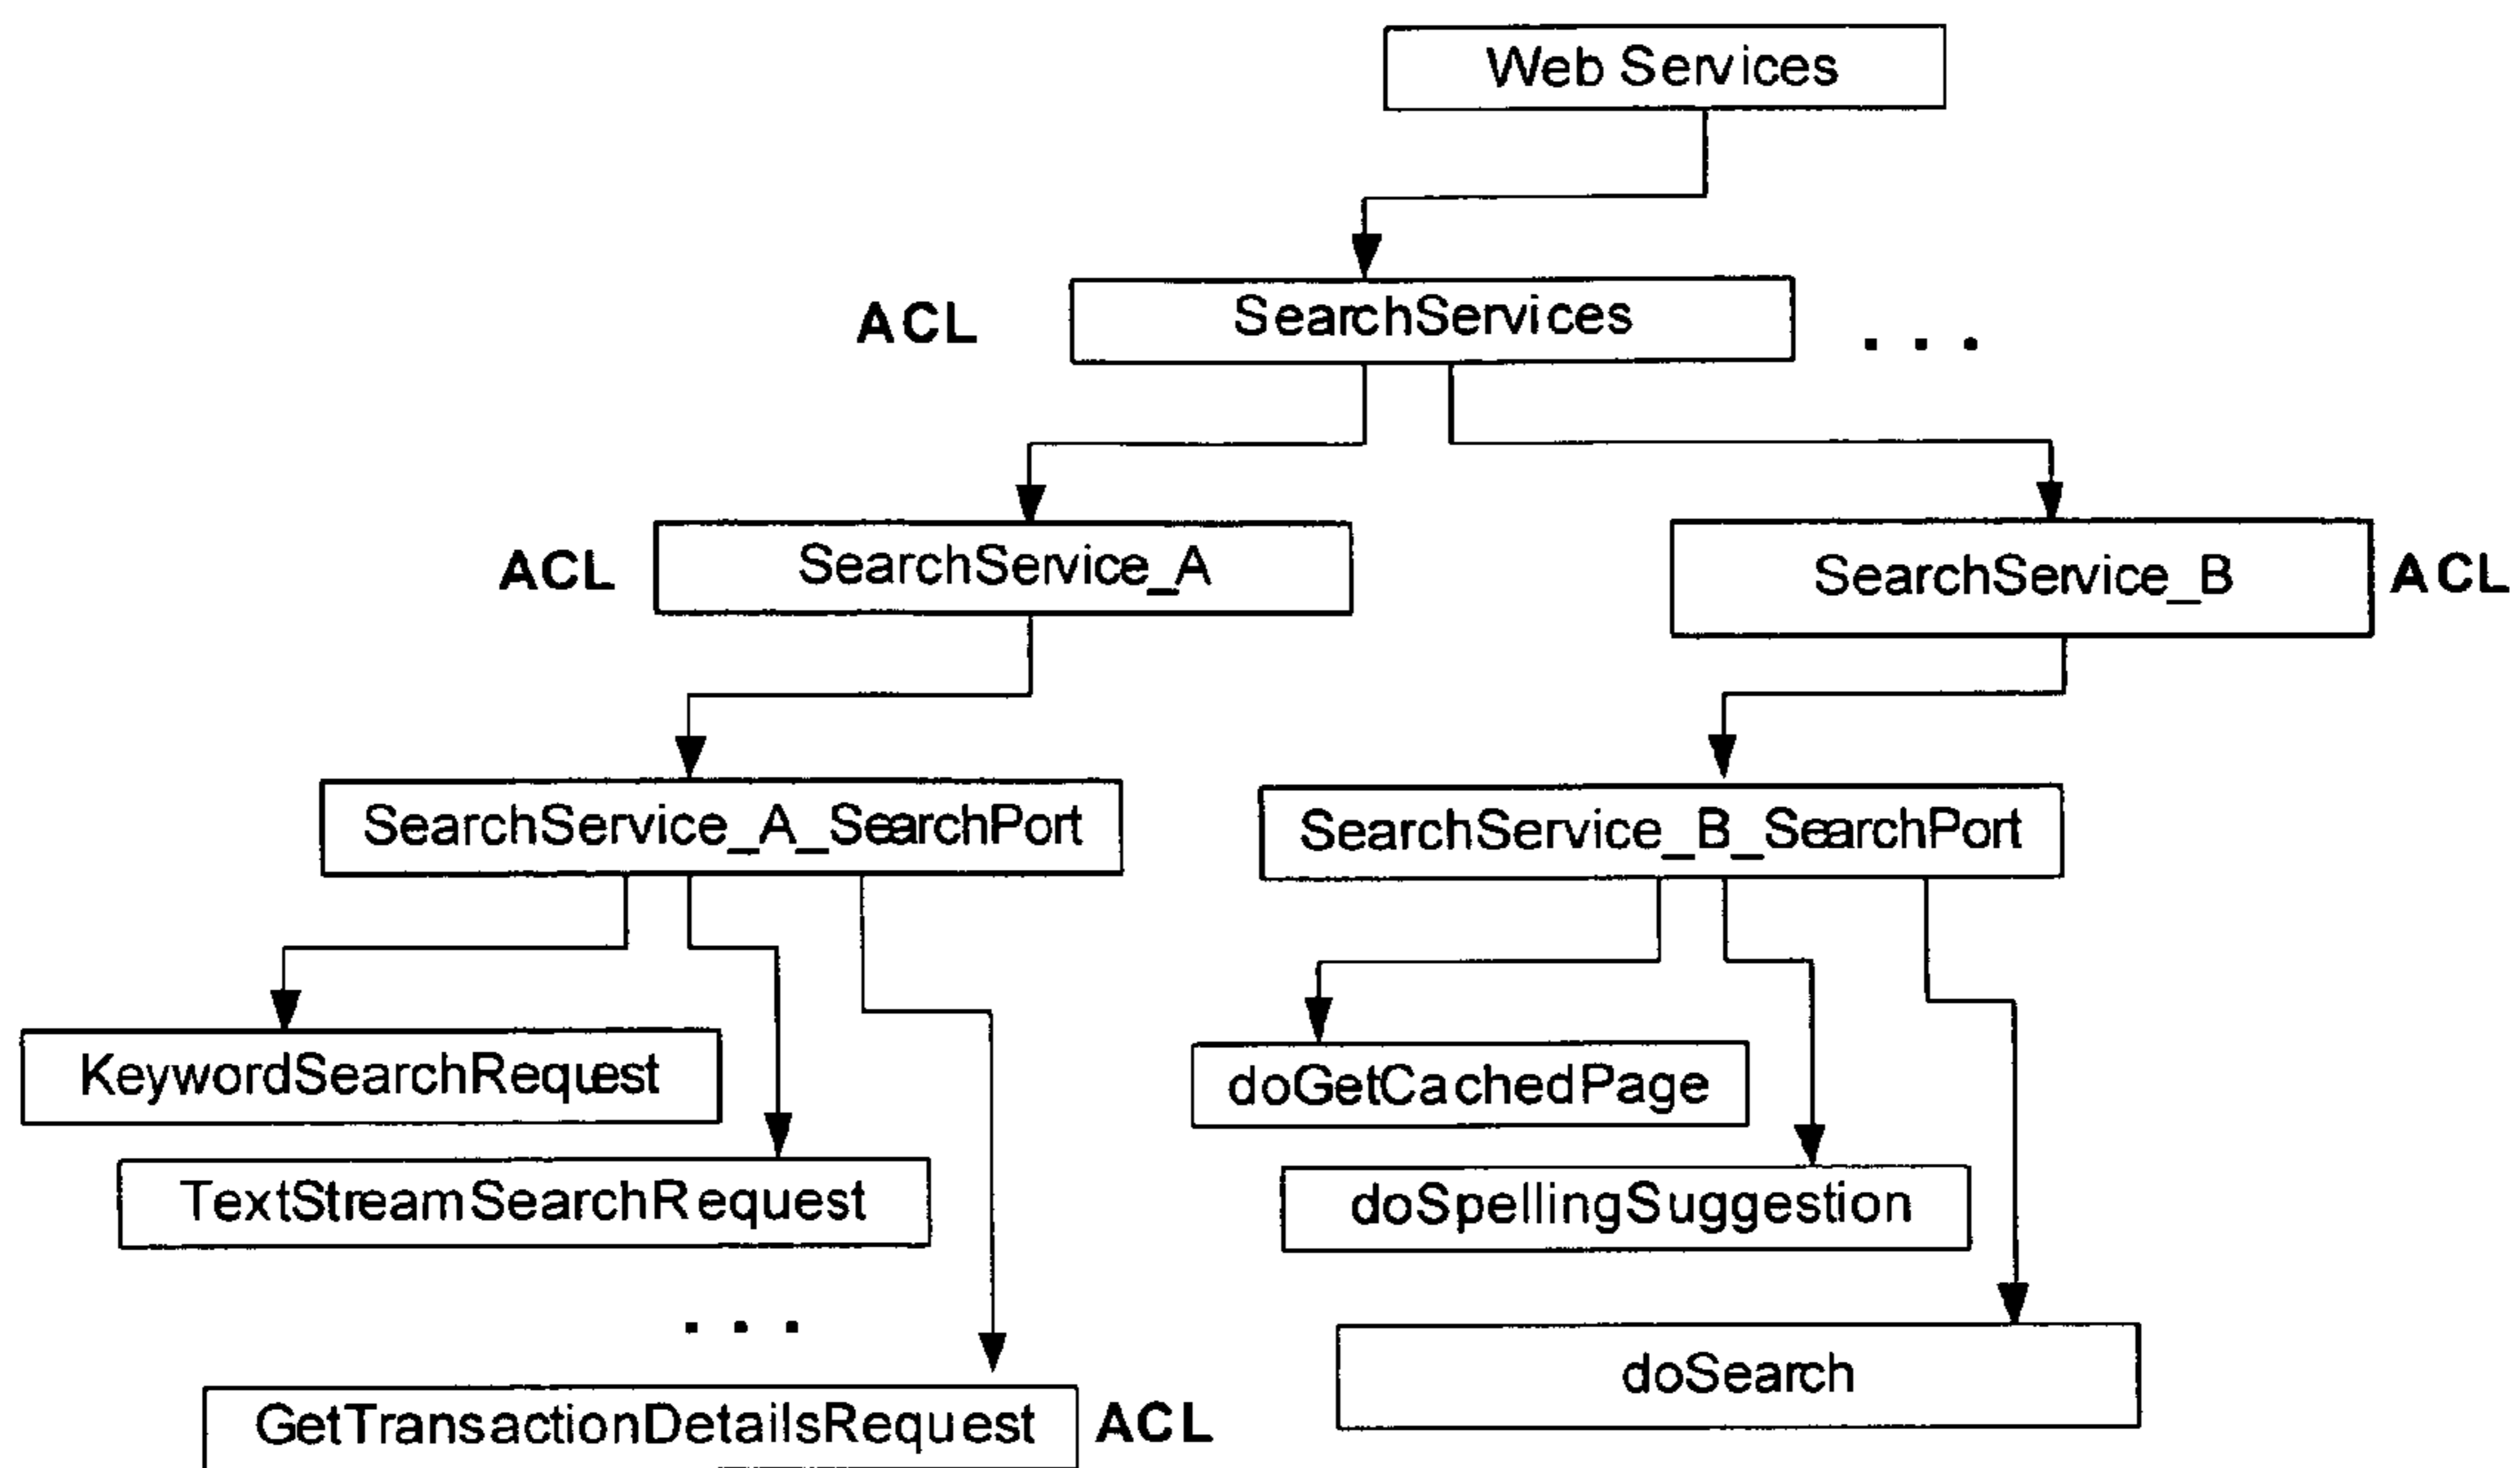 Web Services
ACL
SearchServices
. . .
ACL
SearchService_A
SearchService_B
ACL
SearchService_A_SearchPort
SearchService_B_SearchPort
KeywordSearchRequest
doGetCachedPage
TextStreamSearchRequest
doSpellingSuggestion
. . .
doSearch
GetTransactionDetailsRequest
ACL